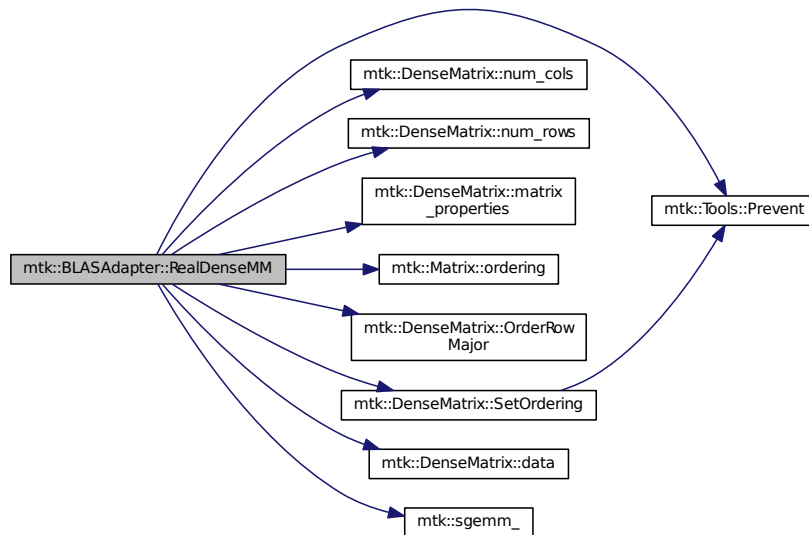 mtk::DenseMatrix::num_cols
mtk::DenseMatrix::num_rows
mtk::DenseMatrix::matrix
_properties
mtk::Tools::Prevent
mtk::BLASAdapter::RealDenseMM
mtk::Matrix::ordering
mtk::DenseMatrix::OrderRow
Major
mtk::DenseMatrix::SetOrdering
mtk::DenseMatrix::data
mtk::sgemm_